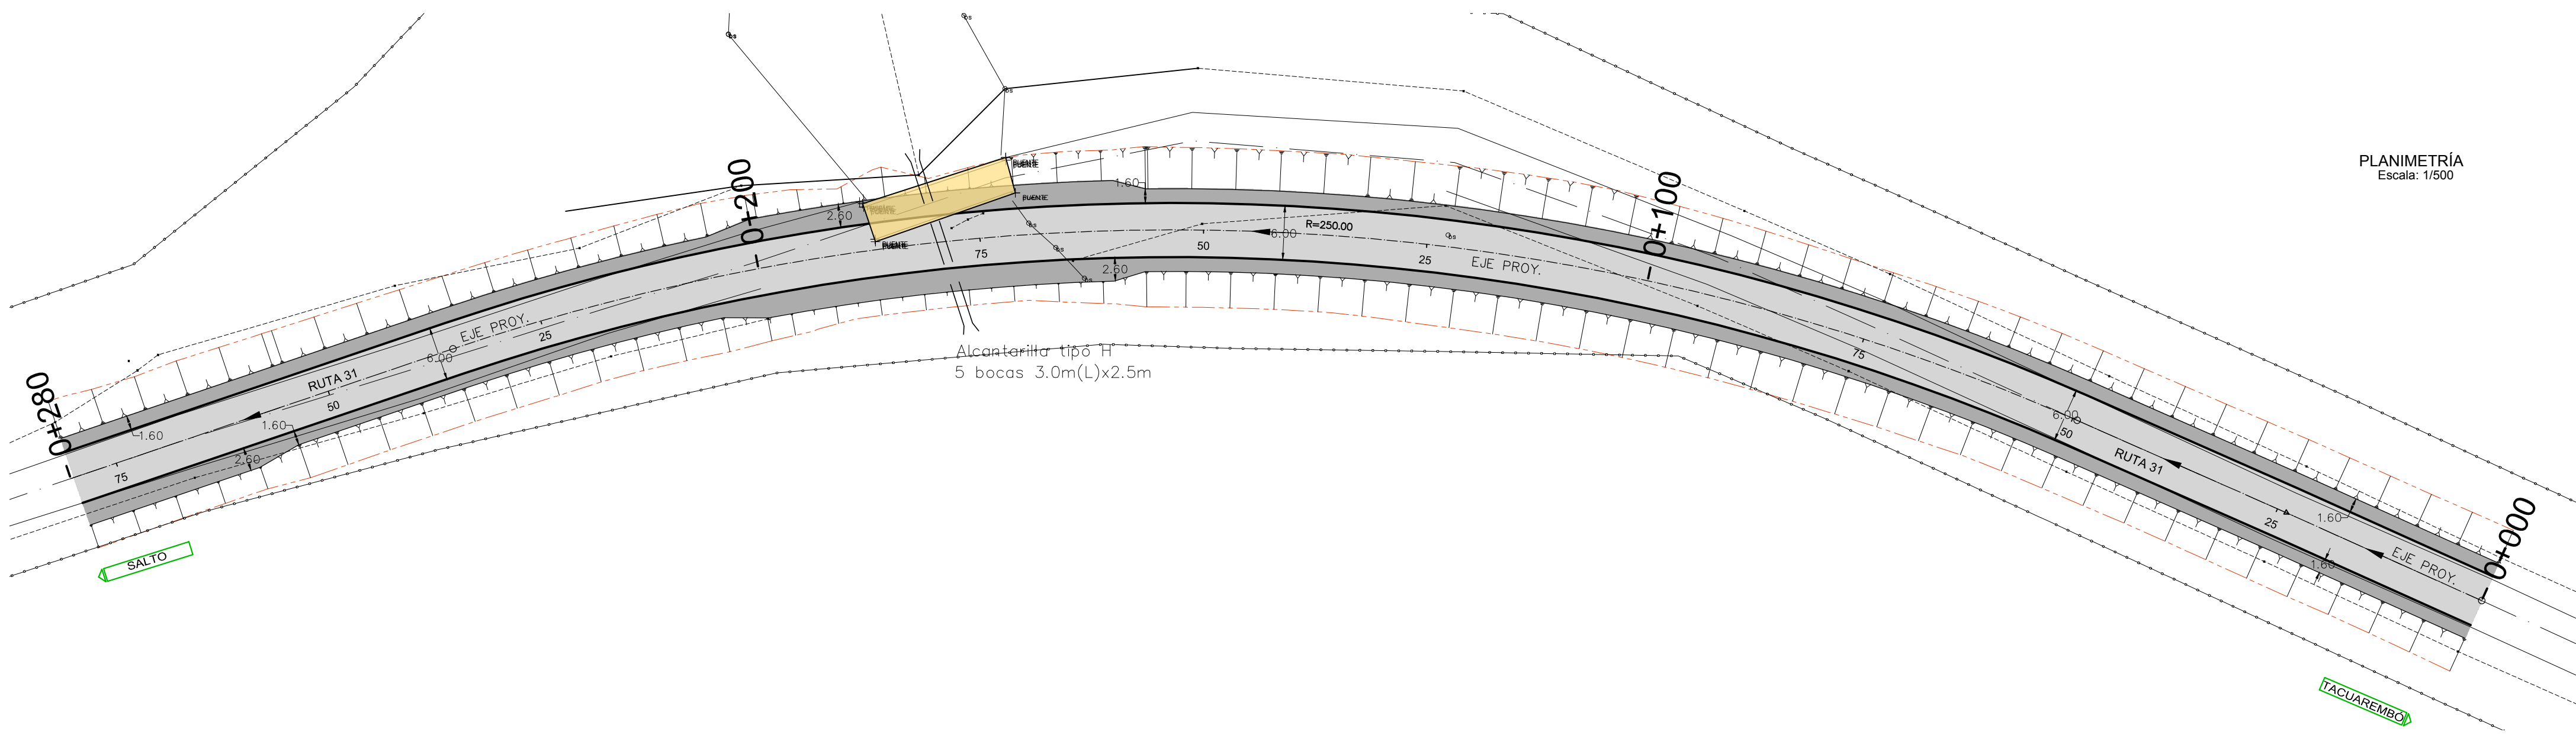 PLANIMETRÍA
Escala: 1/500
PUENTE
PUENTE
PUENTE
PUENTE
PUENTE
PUENTE
0+280
0+200
0+100
0+000
1.60
2.60
2.60
1.60
1.60
2.60
6.00
6.00
6.00
1.60
1.60
75
50
25
75
50
25
75
50
25
RUTA 31
EJE PROY.
R=250.00
EJE PROY.
RUTA 31
EJE PROY.
Alcantarilla tipo H
5 bocas 3.0m(L)x2.5m
SALTO
TACUAREMBÓ